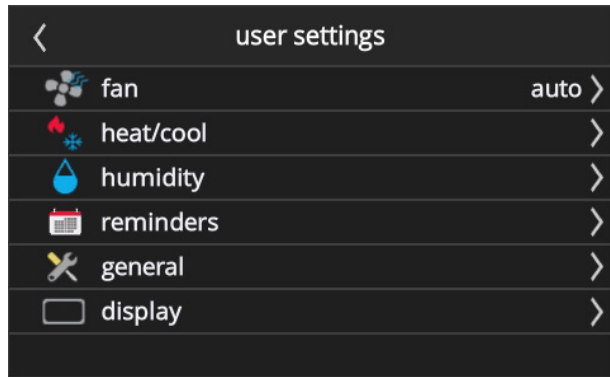 user settings
fan auto
heat/cool
humidity
reminders
general
display